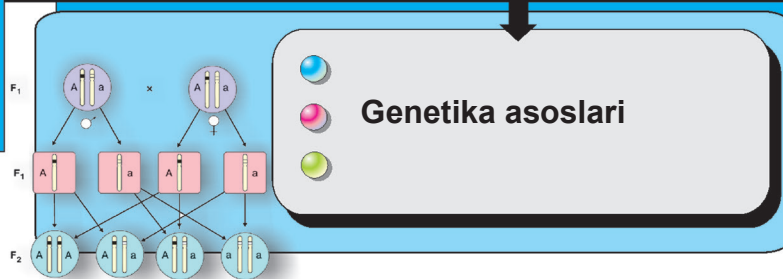 F1 A a × A a
♂ ♀
Genetika asoslari
F1 A a A a
F2 A A A a A a a a